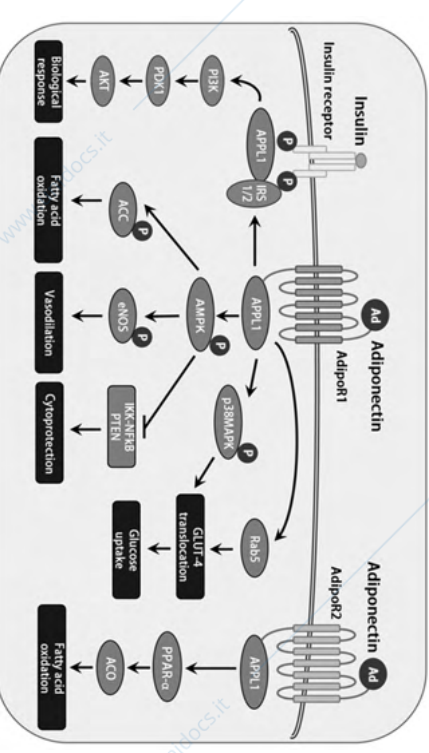 Insulin
Insulin receptor
P
P
APPL1
IRS
1/2
PI3K
PDK1
AKT
Biological
response
Ad
Adiponectin
AdipoR1
APPL1
AMPK
P
ACC
P
Fatty acid
oxidation
eNOS
P
Vasodilation
IKK-NFkB
PTEN
Cytoprotection
p38MAPK
P
Rab5
GLUT-4
translocation
Glucose
uptake
Ad
Adiponectin
AdipoR2
APPL1
PPAR-α
ACO
Fatty acid
oxidation